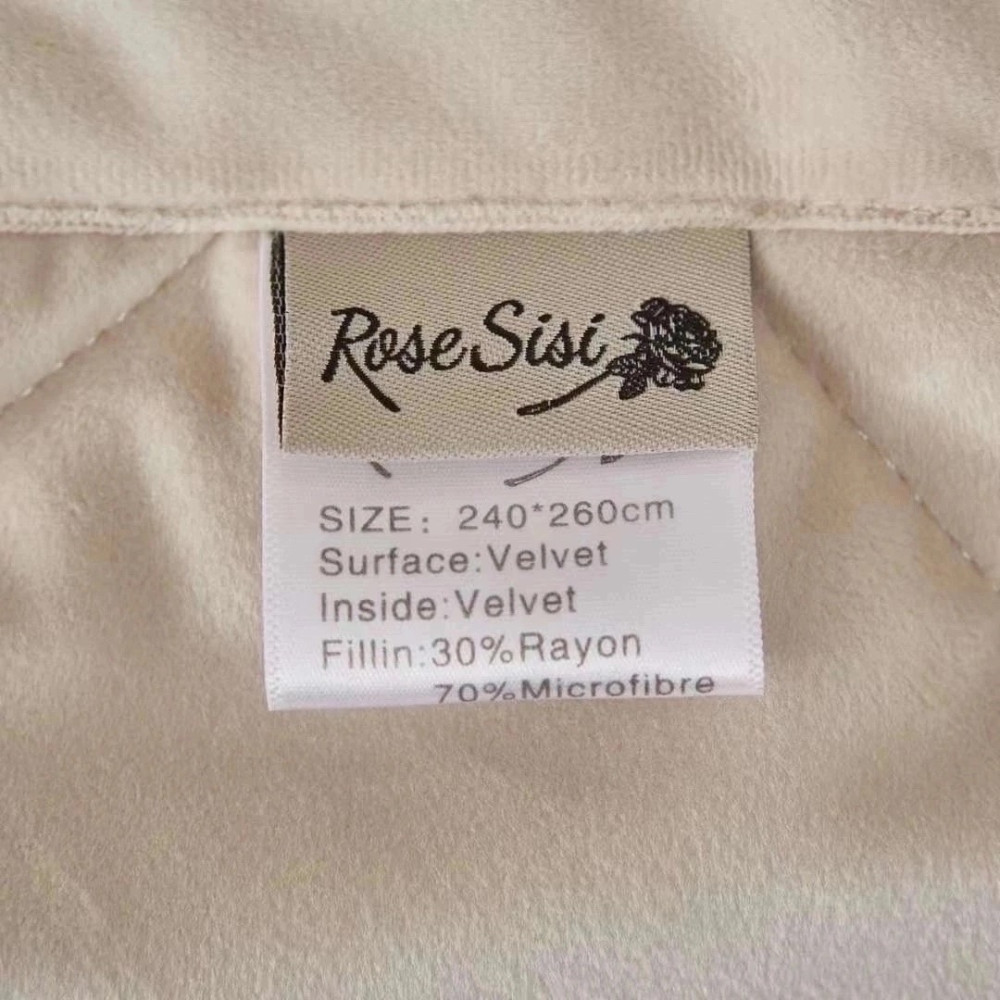 Rose Sisi
SIZE: 240*260cm
Surface:Velvet
Inside:Velvet
Fillin:30%Rayon
70%Microfibre